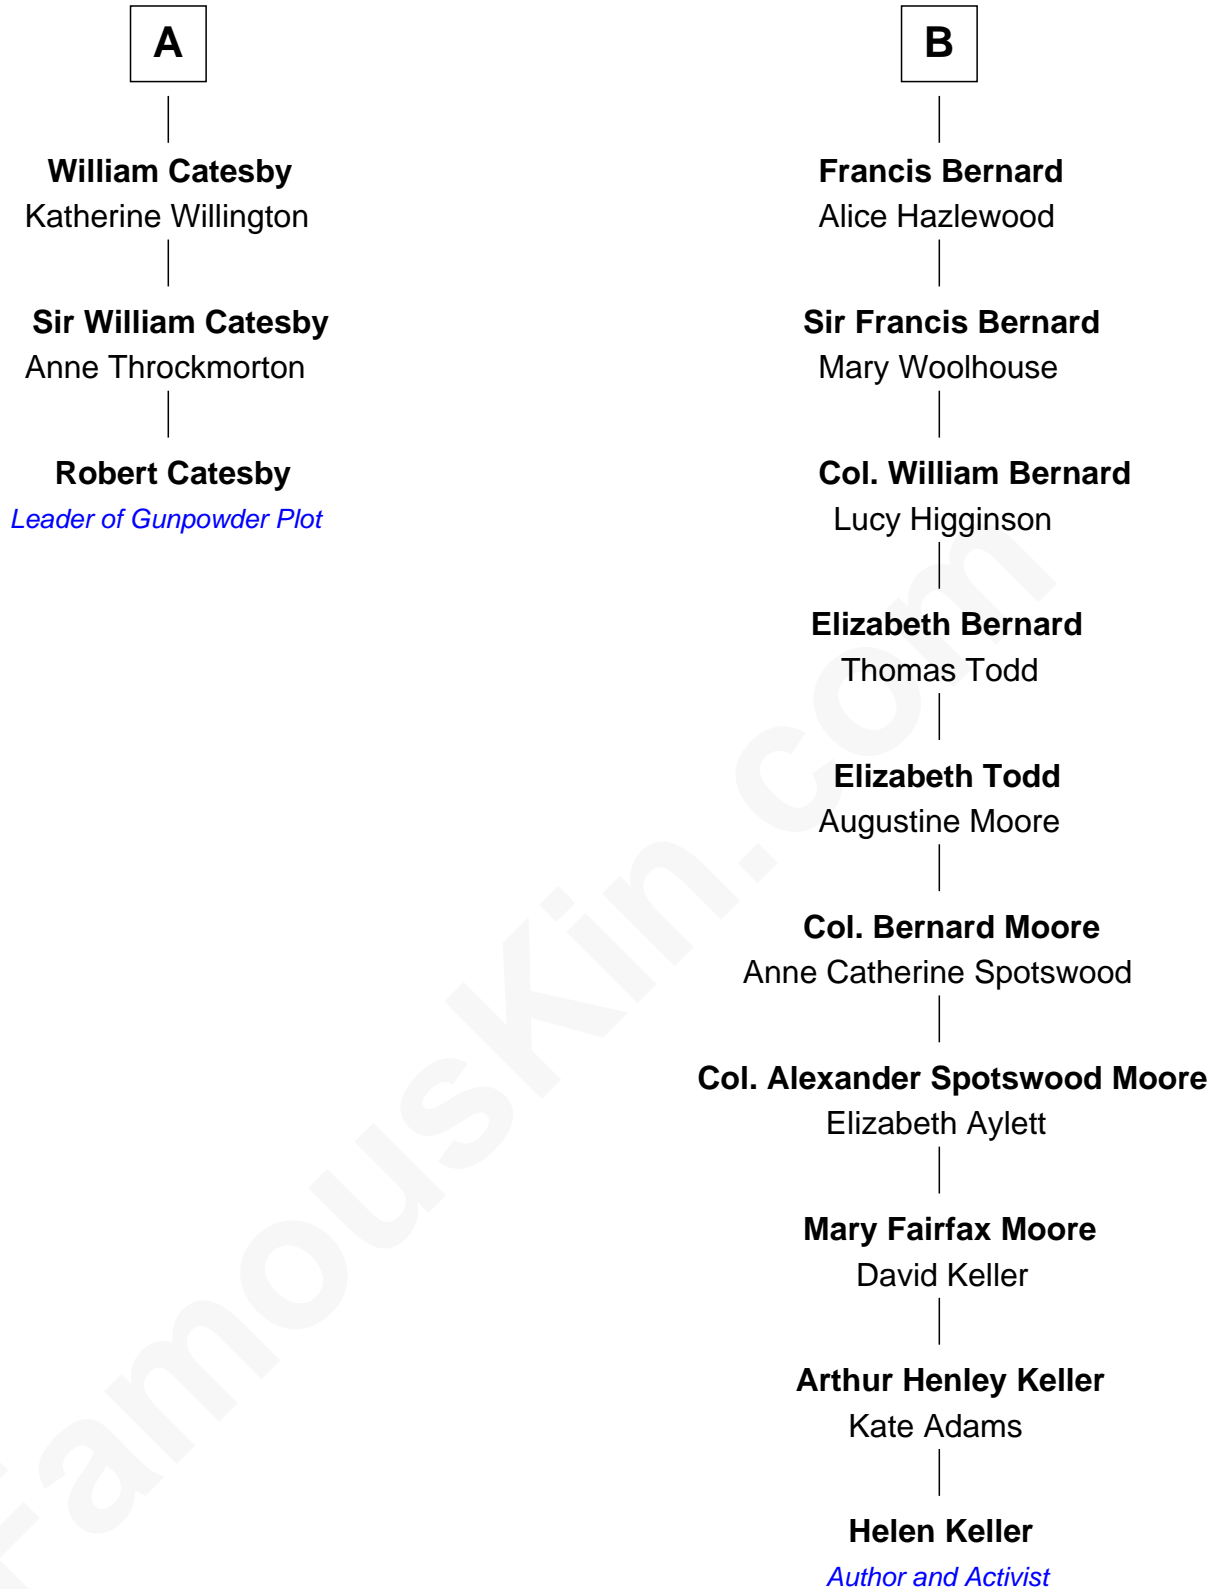 A
William Catesby
Katherine Willington
Sir William Catesby
Anne Throckmorton
Robert Catesby
Leader of Gunpowder Plot
B
Francis Bernard
Alice Hazlewood
Sir Francis Bernard
Mary Woolhouse
Col. William Bernard
Lucy Higginson
Elizabeth Bernard
Thomas Todd
Elizabeth Todd
Augustine Moore
Col. Bernard Moore
Anne Catherine Spotswood
Col. Alexander Spotswood Moore
Elizabeth Aylett
Mary Fairfax Moore
David Keller
Arthur Henley Keller
Kate Adams
Helen Keller
Author and Activist
FamousKin.com